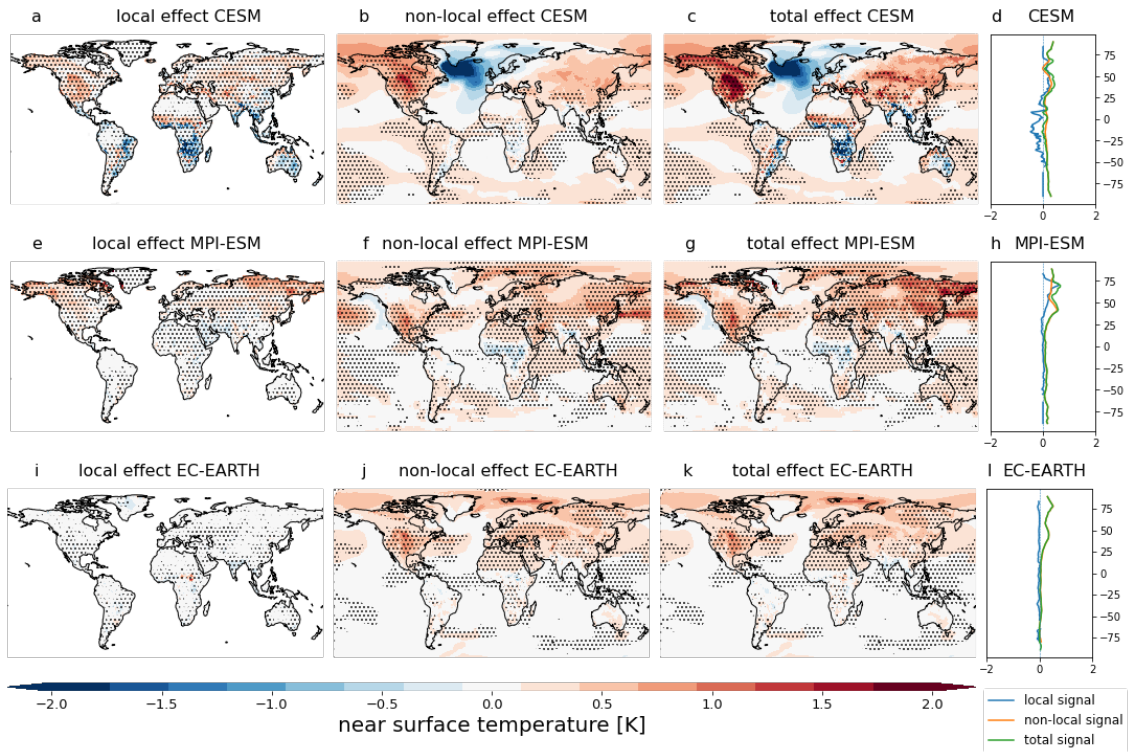 a local effect CESM b non-local effect CESM c total effect CESM d CESM
75
50
25
0
−25
−50
−75
−2 0 2
e local effect MPI-ESM f non-local effect MPI-ESM g total effect MPI-ESM h MPI-ESM
75
50
25
0
−25
−50
−75
−2 0 2
i local effect EC-EARTH j non-local effect EC-EARTH k total effect EC-EARTH l EC-EARTH
75
50
25
0
−25
−50
−75
−2 0 2
−2.0 −1.5 −1.0 −0.5 0.0 0.5 1.0 1.5 2.0
near surface temperature [K]
local signal
non-local signal
total signal